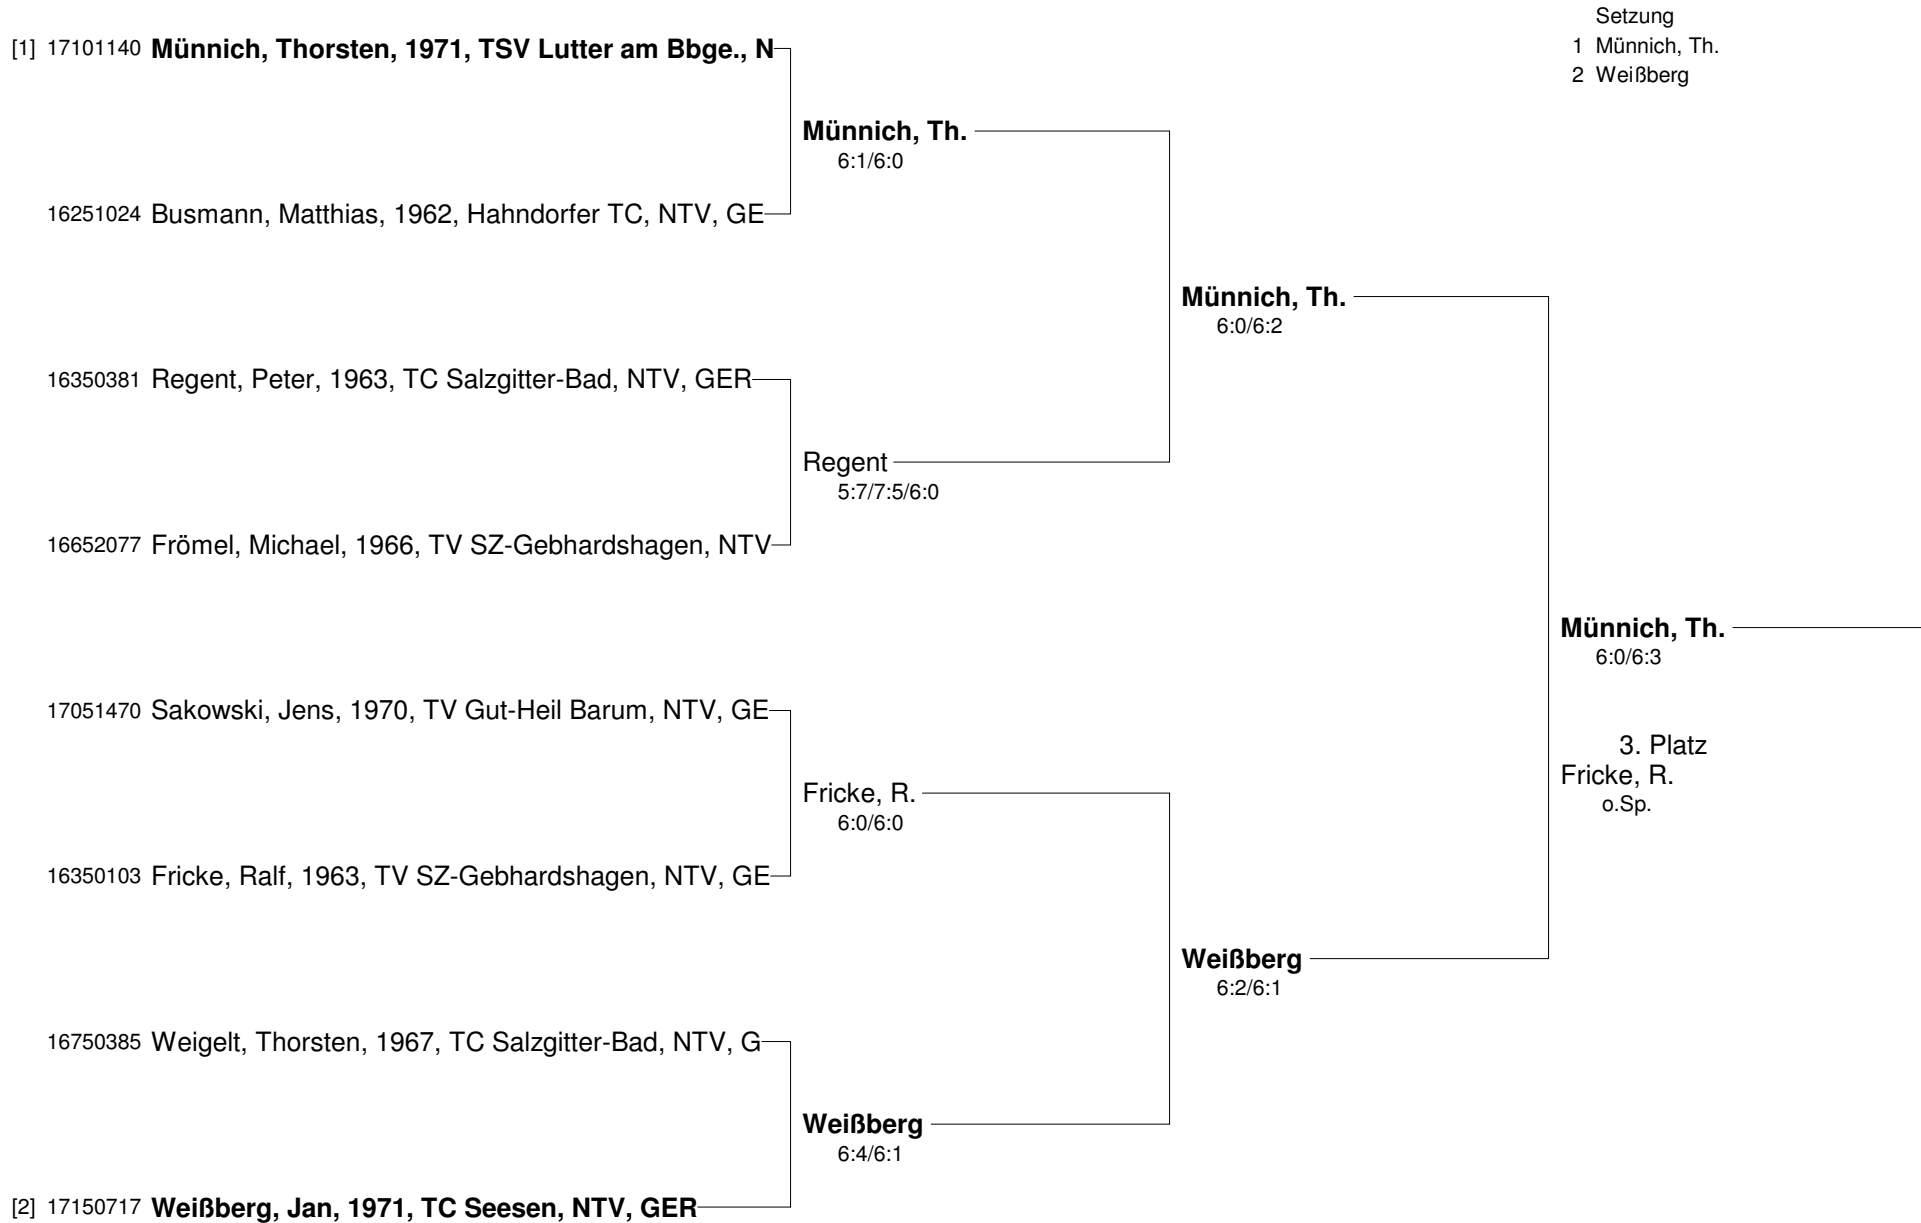 Setzung
1 Münnich, Th.
2 Weißberg
[1] 17101140 Münnich, Thorsten, 1971, TSV Lutter am Bbge., N
Münnich, Th.
6:1/6:0
16251024 Busmann, Matthias, 1962, Hahndorfer TC, NTV, GE
Münnich, Th.
6:0/6:2
16350381 Regent, Peter, 1963, TC Salzgitter-Bad, NTV, GER
Regent
5:7/7:5/6:0
16652077 Frömel, Michael, 1966, TV SZ-Gebhardshagen, NTV
Münnich, Th.
6:0/6:3
17051470 Sakowski, Jens, 1970, TV Gut-Heil Barum, NTV, GE
3. Platz
Fricke, R.
o.Sp.
Fricke, R.
6:0/6:0
16350103 Fricke, Ralf, 1963, TV SZ-Gebhardshagen, NTV, GE
Weißberg
6:2/6:1
16750385 Weigelt, Thorsten, 1967, TC Salzgitter-Bad, NTV, G
Weißberg
6:4/6:1
[2] 17150717 Weißberg, Jan, 1971, TC Seesen, NTV, GER